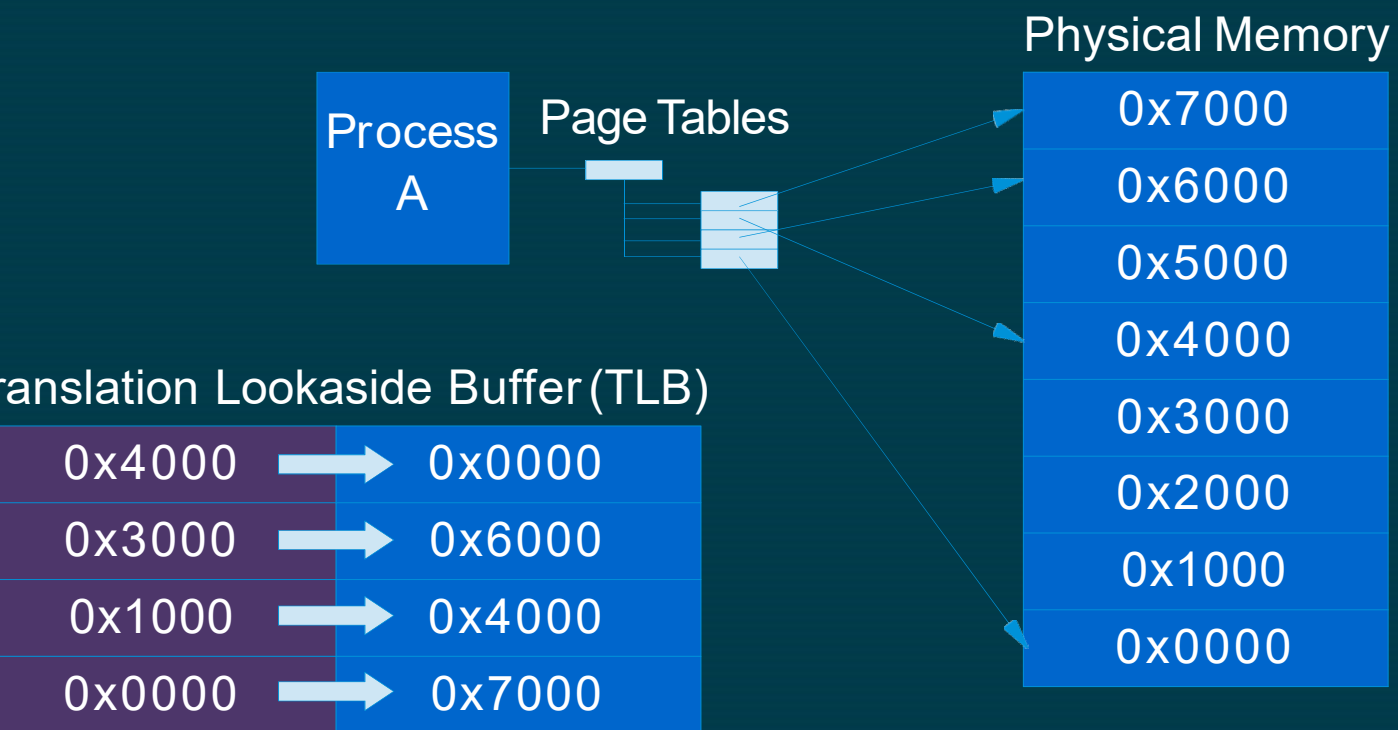 Physical Memory
Process
A
Page Tables
0x7000
0x6000
0x5000
0x4000
0x3000
0x2000
0x1000
0x0000
ranslation Lookaside Buffer (TLB)
0x4000 0x0000
0x3000 0x6000
0x1000 0x4000
0x0000 0x7000